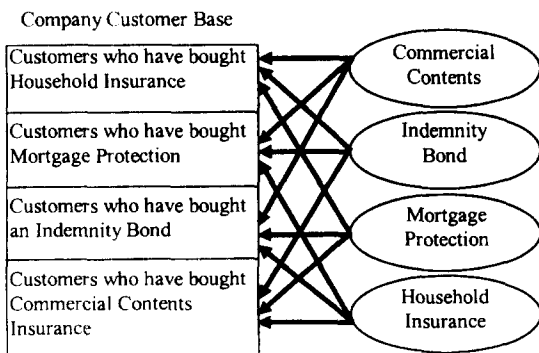 Company Customer Base
Customers who have bought
Household Insurance
Customers who have bought
Mortgage Protection
Customers who have bought
an Indemnity Bond
Customers who have bought
Commercial Contents
Insurance
Commercial
Contents
Indemnity
Bond
Mortgage
Protection
Household
Insurance